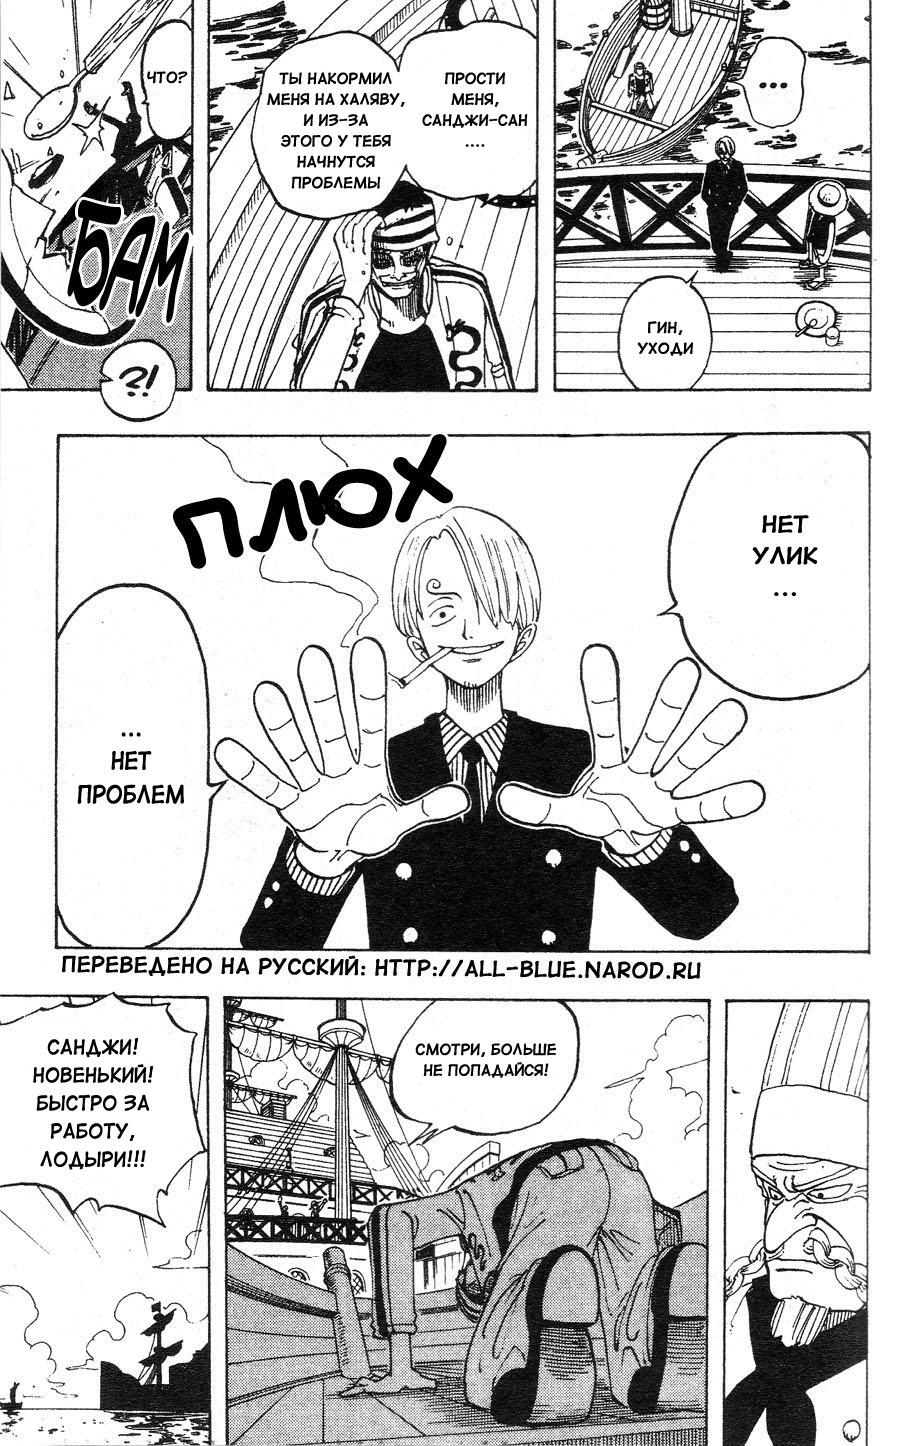 ...
ГИН,
УХОДИ
ПРОСТИ
МЕНЯ,
САНДЖИ-САН
....
ТЫ НАКОРМИЛ
МЕНЯ НА ХАЛЯВУ,
И ИЗ-ЗА
ЭТОГО У ТЕБЯ
НАЧНУТСЯ
ПРОБЛЕМЫ
ЧТО?
БАМ
?!
НЕТ
УЛИК
...
ПЛЮХ
...
НЕТ
ПРОБЛЕМ
ПЕРЕВЕДЕНО НА РУССКИЙ: HTTP://ALL-BLUE.NAROD.RU
СМОТРИ, БОЛЬШЕ
НЕ ПОПАДАЙСЯ!
САНДЖИ!
НОВЕНЬКИЙ!
БЫСТРО ЗА
РАБОТУ,
ЛОДЫРИ!!!